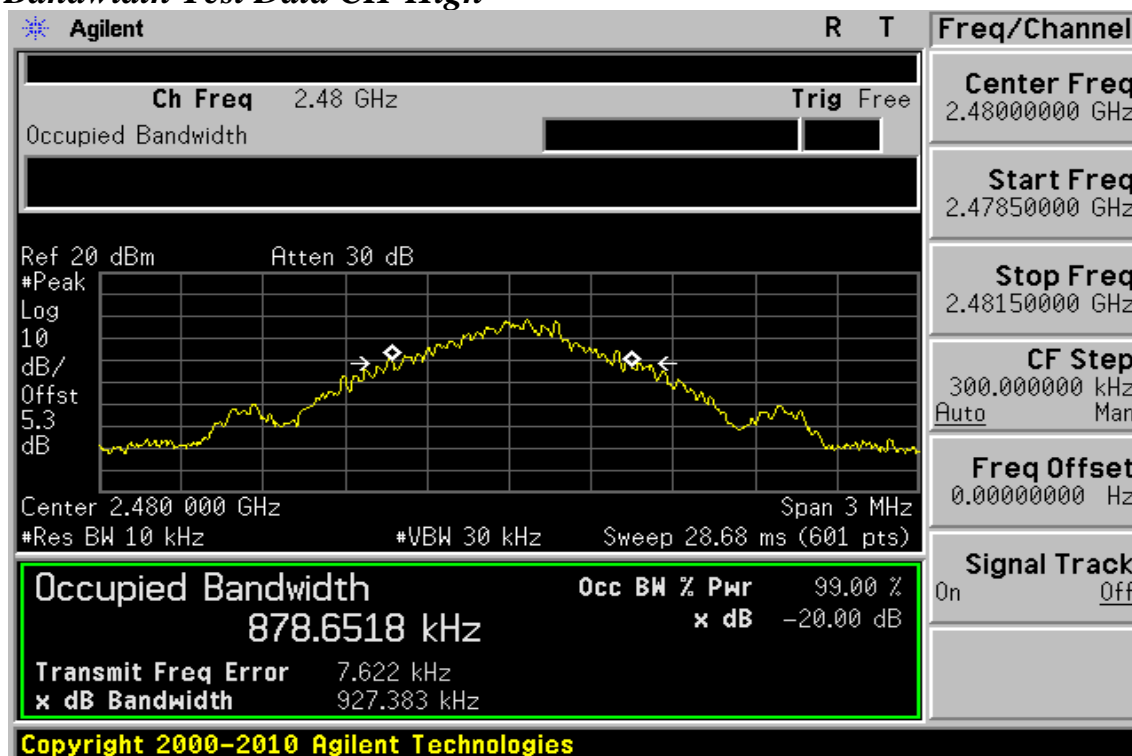 Bandwidth Test Data CH-High
Agilent R T
Freq/Channel
Ch Freq 2.48 GHz Trig Free
Occupied Bandwidth
Center Freq
2.48000000 GHz
Start Freq
2.47850000 GHz
Stop Freq
2.48150000 GHz
CF Step
300.000000 kHz
Auto Man
Freq Offset
0.00000000 Hz
Signal Track
On Off
Ref 20 dBm Atten 30 dB
#Peak
Log
10
dB/
Offst
5.3
dB
Center 2.480 000 GHz Span 3 MHz
#Res BW 10 kHz #VBW 30 kHz Sweep 28.68 ms (601 pts)
Occupied Bandwidth
878.6518 kHz
Occ BW % Pwr 99.00 %
x dB -20.00 dB
Transmit Freq Error 7.622 kHz
x dB Bandwidth 927.383 kHz
Copyright 2000-2010 Agilent Technologies